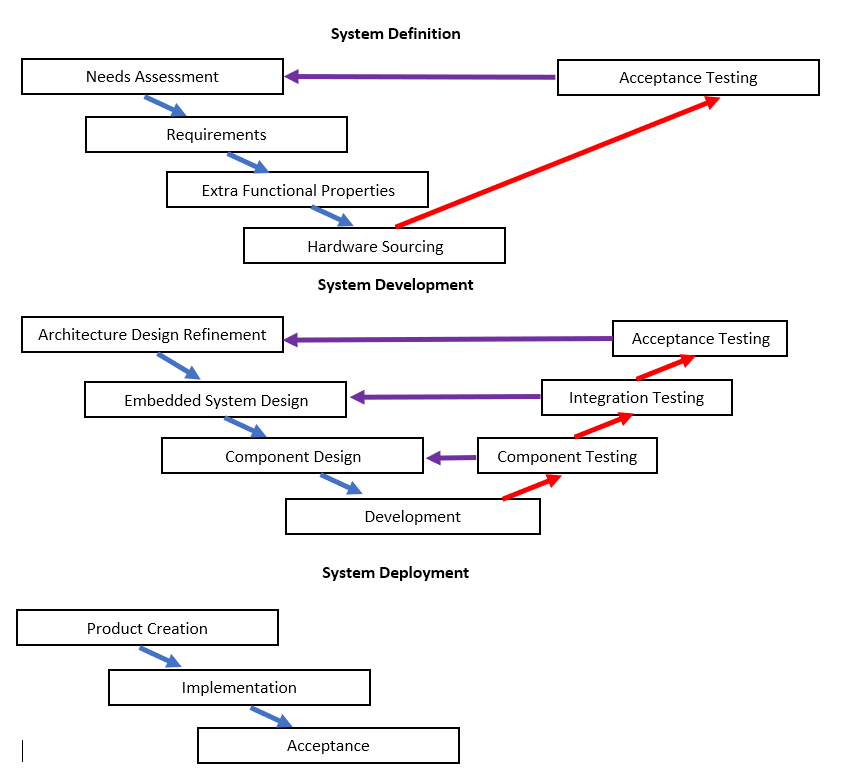 System Definition
Needs Assessment
Acceptance Testing
Requirements
Extra Functional Properties
Hardware Sourcing
System Development
Architecture Design Refinement
Acceptance Testing
Embedded System Design
Integration Testing
Component Design
Component Testing
Development
System Deployment
Product Creation
Implementation
Acceptance